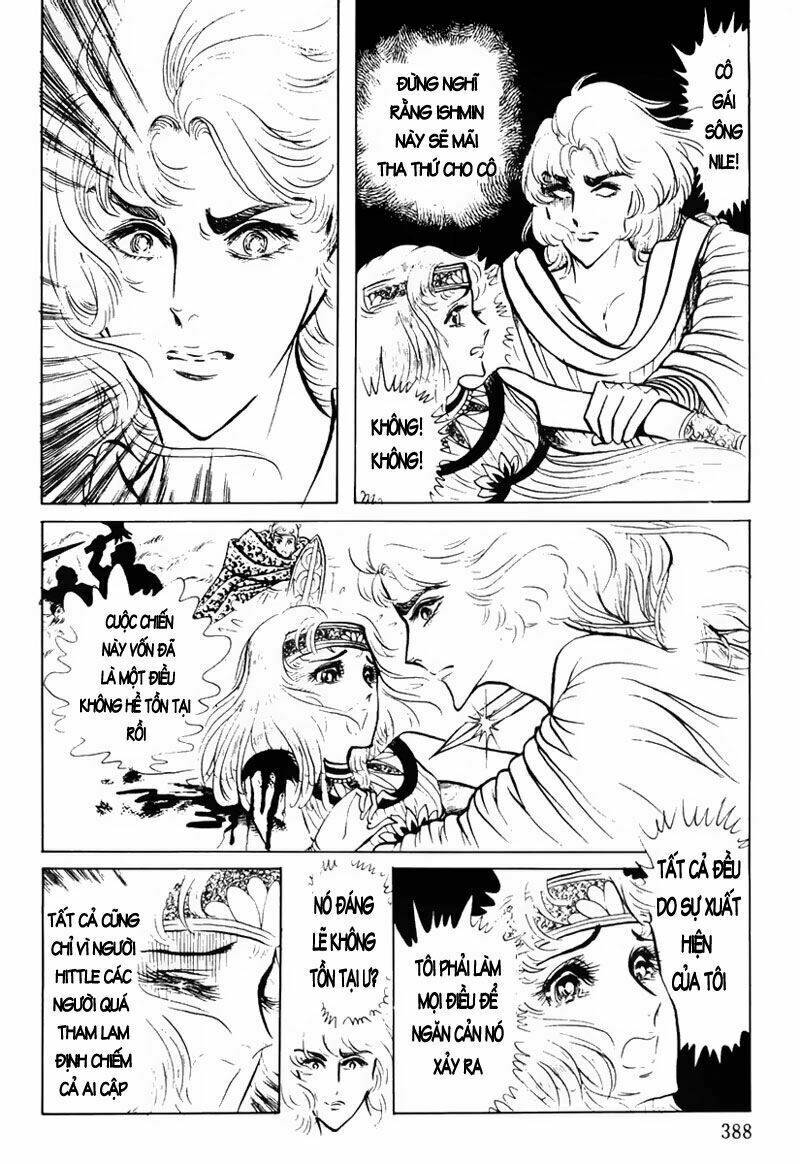 CÔ
GÁI
SÔNG
NILE!
ĐỪNG NGHĨ
RẰNG ISHMIN
NÀY SẼ MÃI
THA THỨ CHO CÔ
KHÔNG!
KHÔNG!
CUỘC CHIẾN
NÀY VỐN ĐÃ
LÀ MỘT ĐIỀU
KHÔNG HỀ TỒN TẠI
RỒI
TẤT CẢ ĐỀU
DO SỰ XUẤT
HIỆN
CỦA TÔI
TÔI PHẢI LÀM
MỌI ĐIỀU ĐỂ
NGĂN CẢN NÓ
XẢY RA
NÓ ĐÁNG
LẼ KHÔNG
TỒN TẠI Ư?
TẤT CẢ CŨNG
CHỈ VÌ NGƯỜI
HITTLE CÁC
NGƯỜI QUÁ
THAM LAM
ĐỊNH CHIẾM
CẢ AI CẬP
388